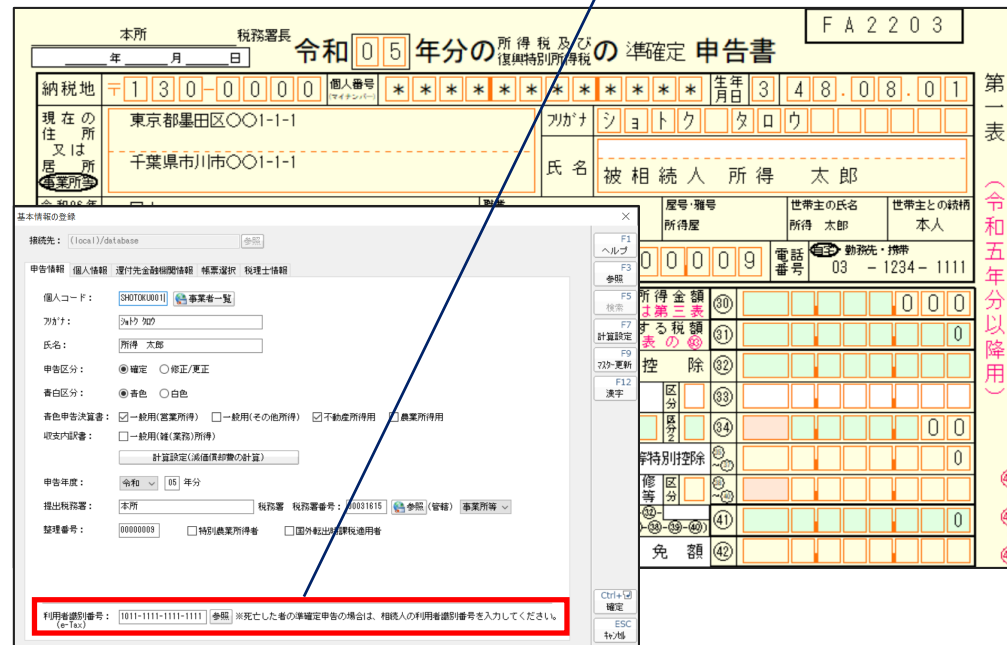 FA2203
本所 税務署長
年 月 日
令和05年分の所得税及び復興特別所得税の 準確定 申告書
第一表
(令和五年分以降用)
納税地 〒130-0000 個人番号(マイナンバー) ************ 生年月日 3 48.08.01
現在の住所又は居所事業所等
東京都墨田区〇〇1-1-1
千葉県市川市〇〇1-1-1
フリガナ ショトク タロウ
氏名 被相続人 所得 太郎
屋号・雅号 世帯主の氏名 世帯主との続柄
所得屋 所得 太郎 本人
00009 電話番号 自宅・勤務先・携帯
03 -1234- 1111
所得金額 ㉚ 000
は第三表
する税額 ㉛ 0
表の
控 除 ㉜
区分 ㉝
区分2 ㉞ 00
等特別控除 0
修 区
等 分
㊶ 0
免 額 ㊷
基本情報の登録
接続先: (local)/database 参照
申告情報 個人情報 還付先金融機関情報 帳票選択 税理士情報
個人コード: SHOTOKU001 事業者一覧
フリガナ: ショトク タロウ
氏名: 所得 太郎
申告区分: 確定 修正/更正
青白区分: 青色 白色
青色申告決算書: 一般用(営業所得) 一般用(その他所得) 不動産所得用 農業所得用
収支内訳書: 一般用(雑(業務)所得)
計算設定(減価償却費の計算)
申告年度: 令和 05 年分
提出税務署: 本所 税務署 税務署番号: 00031615 参照 (管轄) 事業所等
整理番号: 00000009 特別農業所得者 国外転出時課税適用者
利用者識別番号: 1011-1111-1111-1111 参照 ※死亡した者の準確定申告の場合は、相続人の利用者識別番号を入力してください。
(e-Tax)
F1
ヘルプ
F3
参照
F5
検索
F7
計算設定
F9
マスター更新
F12
漢字
Ctrl+
確定
ESC
キャンセル